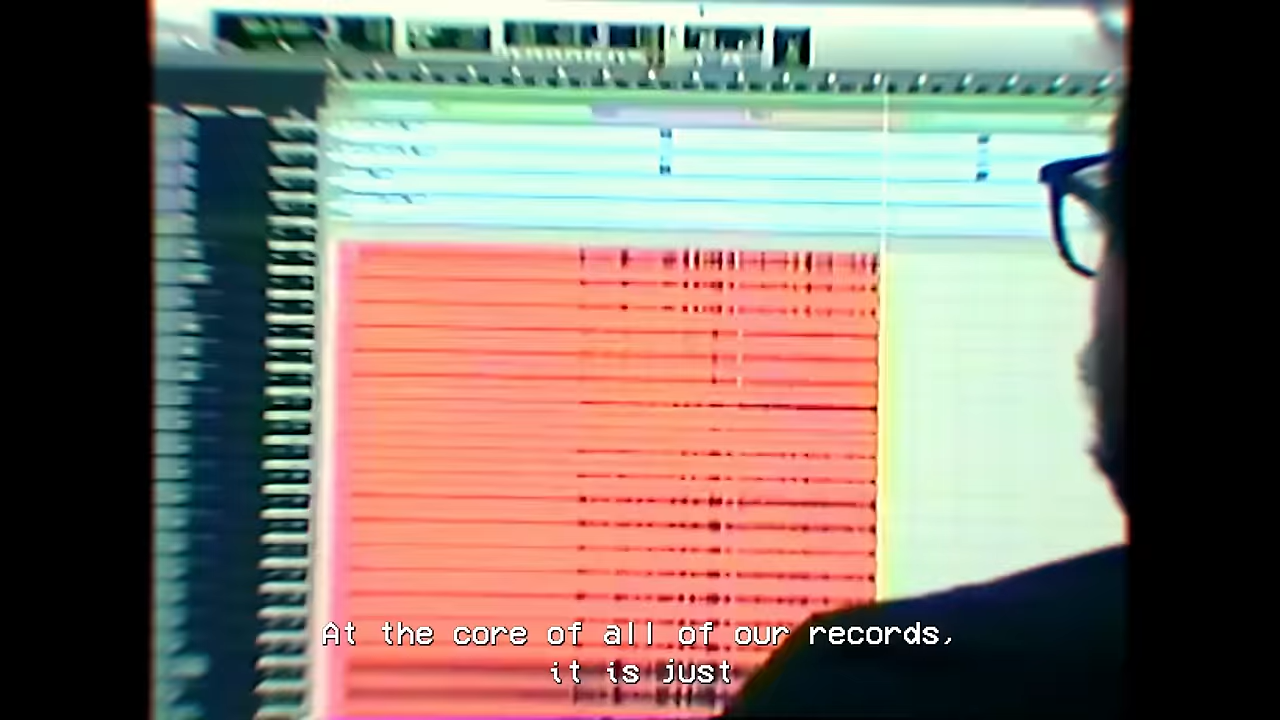 At the core of all of our records,
it is just